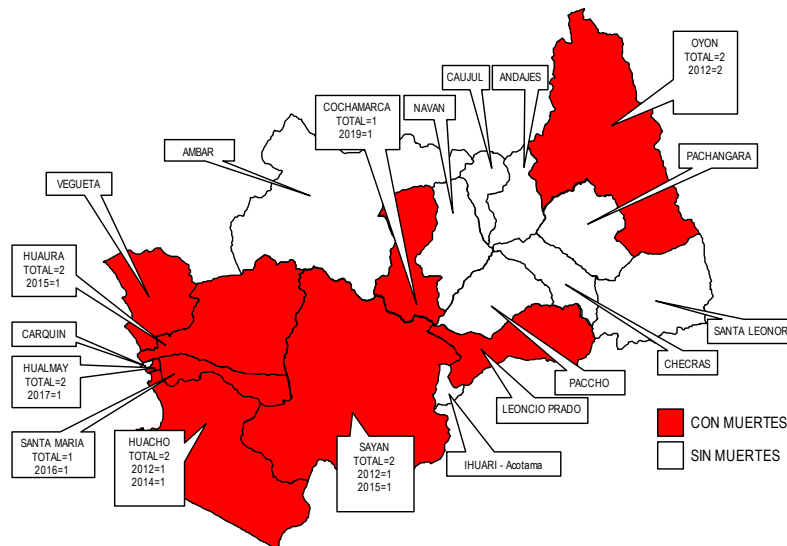 OYON
TOTAL=2
2012=2
CAUJUL
ANDAJES
COCHAMARCA
TOTAL=1
2019=1
NAVAN
AMBAR
PACHANGARA
VEGUETA
HUAURA
TOTAL=2
2015=1
CARQUIN
HUALMAY
TOTAL=2
2017=1
SANTA MARIA
TOTAL=1
2016=1
HUACHO
TOTAL=2
2012=1
2014=1
SAYAN
TOTAL=2
2012=1
2015=1
IHUARI - Acotama
LEONCIO PRADO
PACCHO
CHECRAS
SANTA LEONOR
CON MUERTES
SIN MUERTES